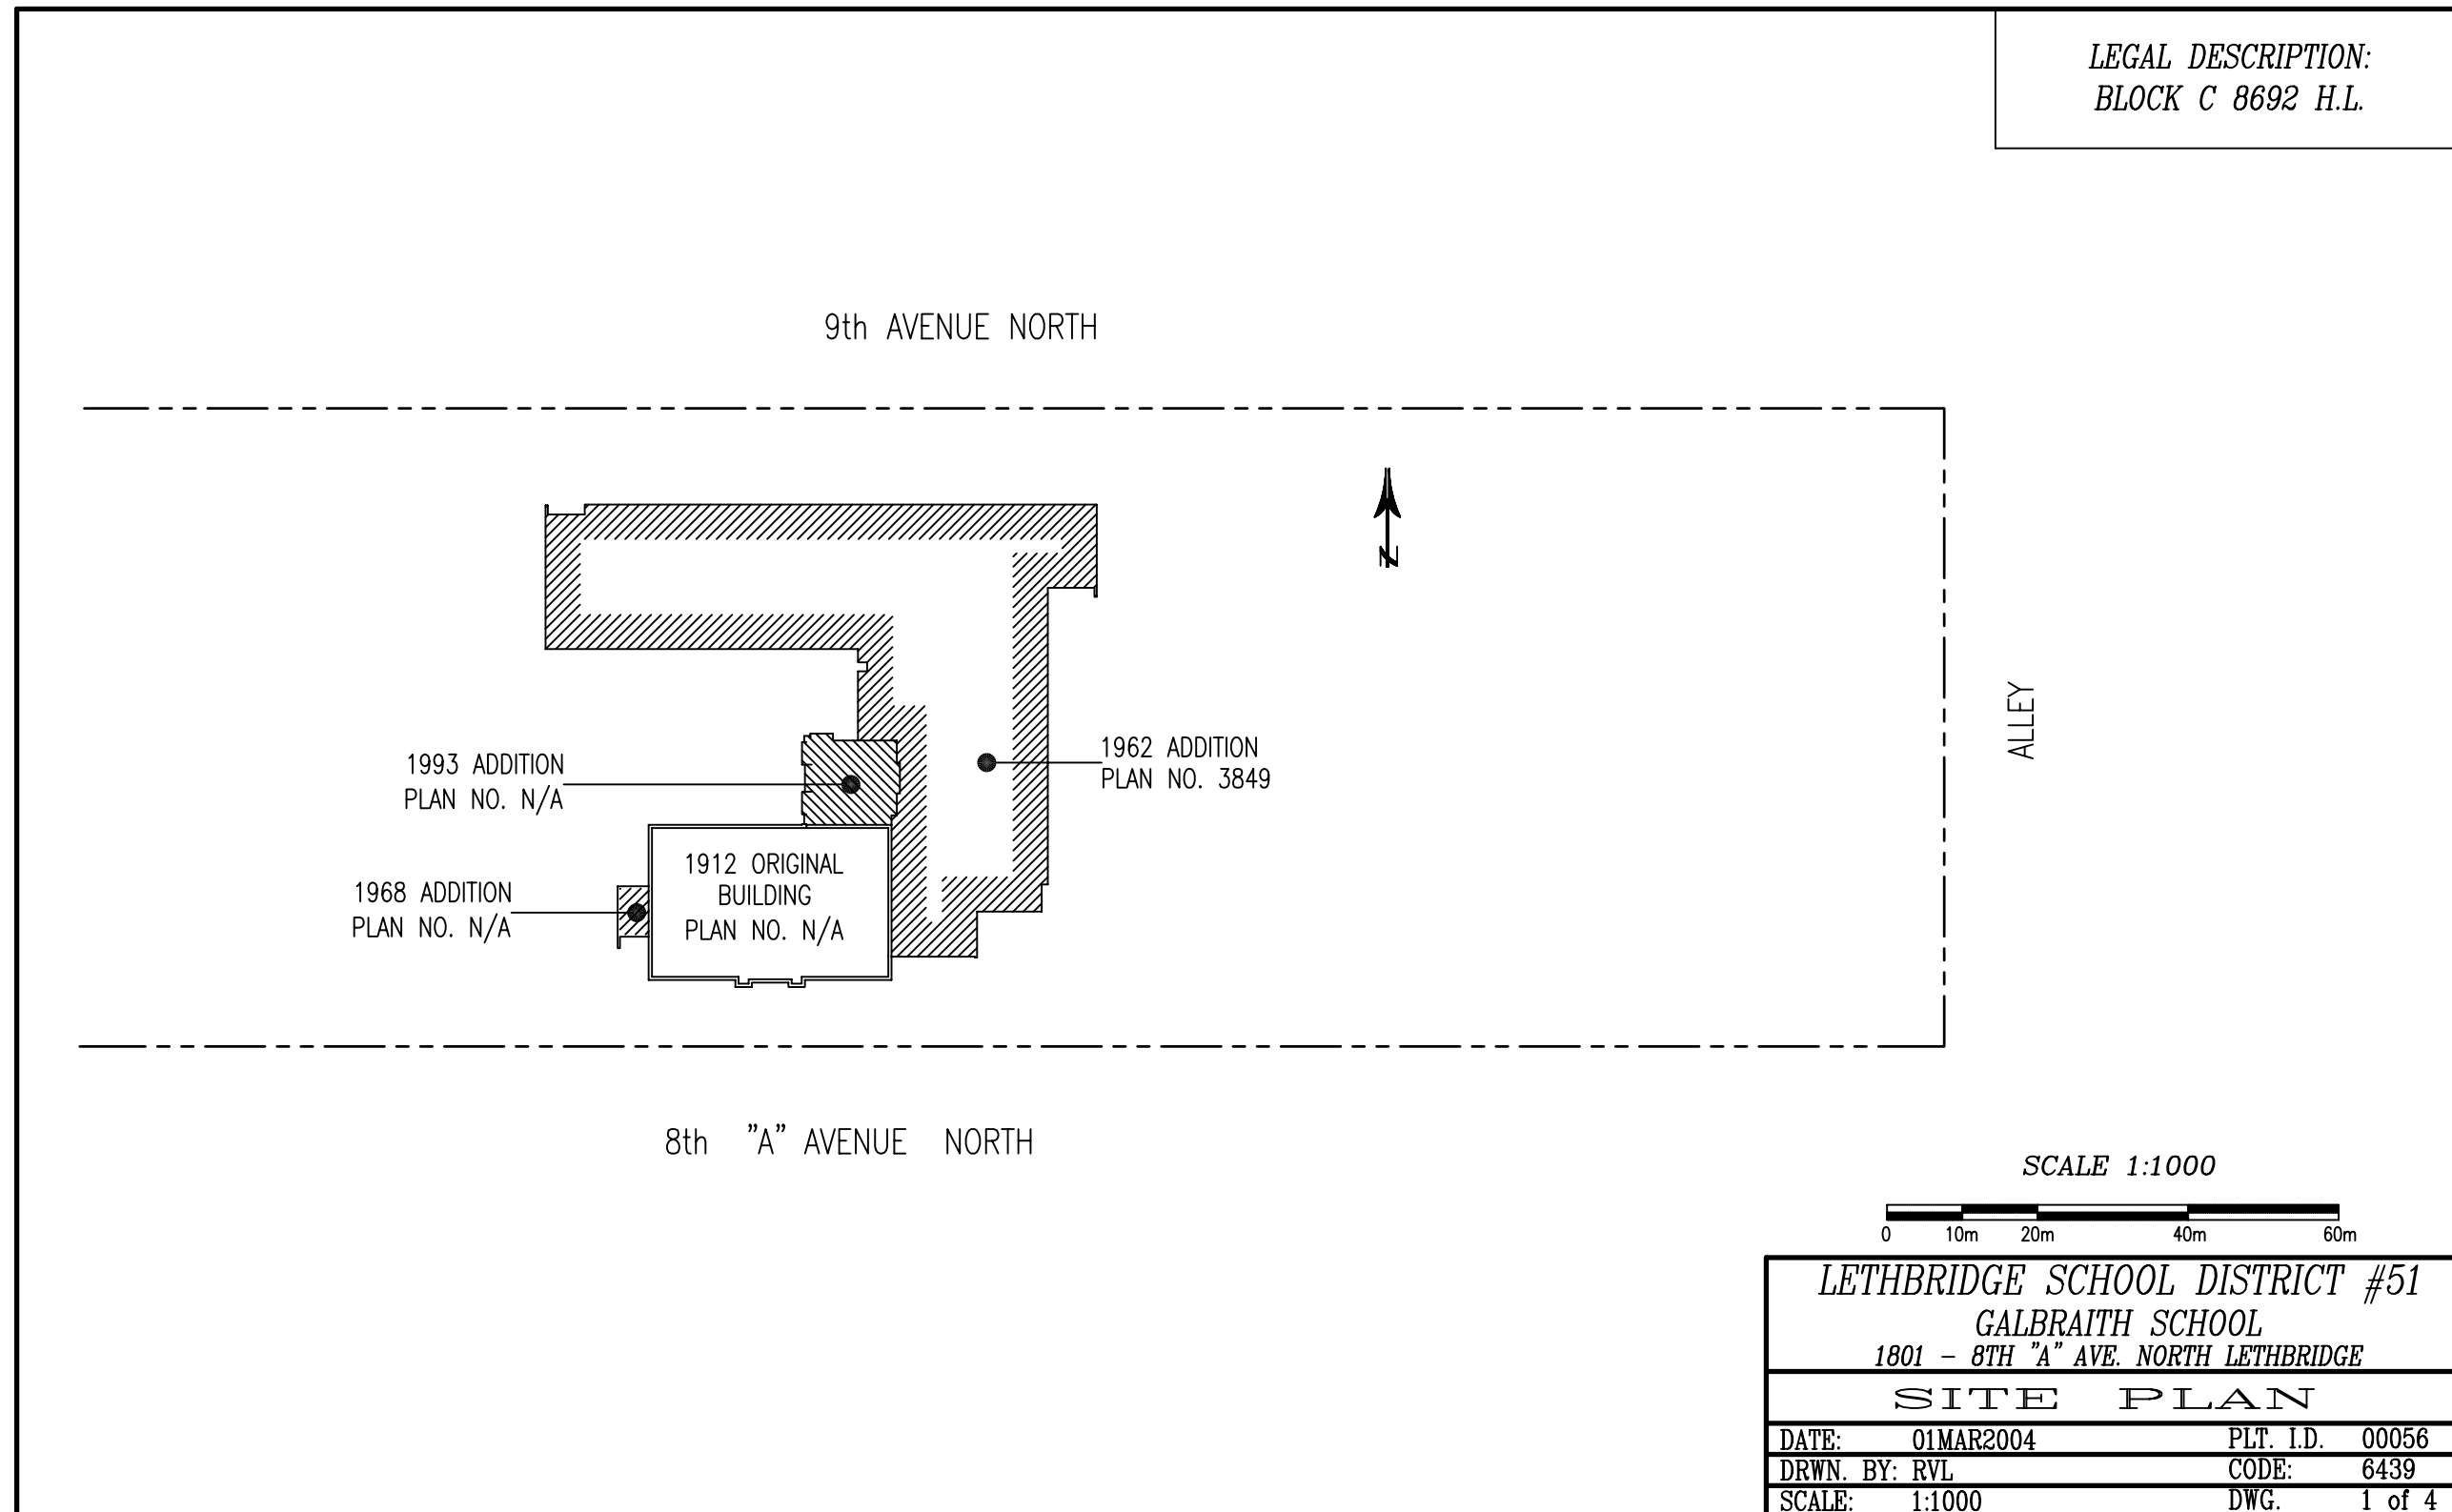 LEGAL DESCRIPTION:
BLOCK C 8692 H.L.
9th AVENUE NORTH
N
ALLEY
1962 ADDITION
PLAN NO. 3849
1993 ADDITION
PLAN NO. N/A
1912 ORIGINAL
BUILDING
PLAN NO. N/A
1968 ADDITION
PLAN NO. N/A
8th "A" AVENUE NORTH
SCALE 1:1000
0 10m 20m 40m 60m
LETHBRIDGE SCHOOL DISTRICT #51
GALBRAITH SCHOOL
1801 - 8TH "A" AVE. NORTH LETHBRIDGE
SITE PLAN
DATE: 01MAR2004 PLT. I.D. 00056
DRWN. BY: RVL CODE: 6439
SCALE: 1:1000 DWG. 1 of 4